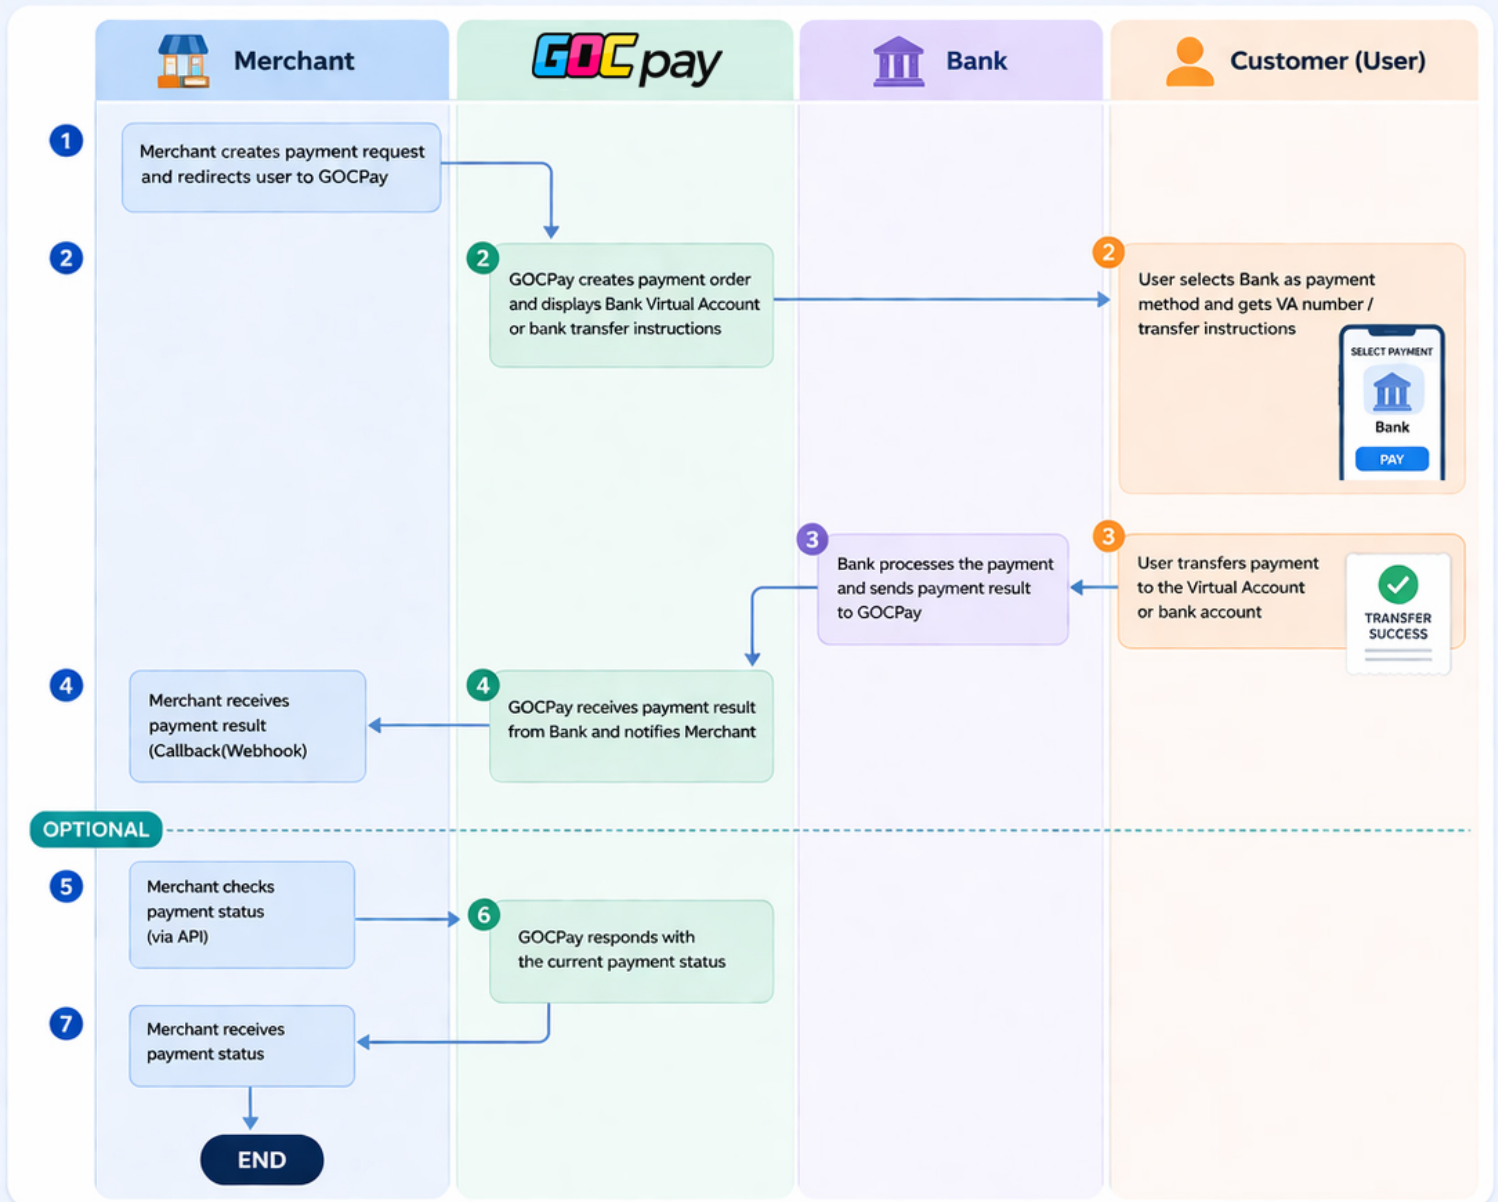 Merchant
GOCpay
Bank
Customer (User)
1
Merchant creates payment request
and redirects user to GOCPay
2
2
GOCPay creates payment order
and displays Bank Virtual Account
or bank transfer instructions
2
User selects Bank as payment
method and gets VA number /
transfer instructions
SELECT PAYMENT
Bank
PAY
3
Bank processes the payment
and sends payment result
to GOCPay
3
User transfers payment
to the Virtual Account
or bank account
TRANSFER
SUCCESS
4
Merchant receives
payment result
(Callback(Webhook)
4
GOCPay receives payment result
from Bank and notifies Merchant
OPTIONAL
5
Merchant checks
payment status
(via API)
6
GOCPay responds with
the current payment status
7
Merchant receives
payment status
END